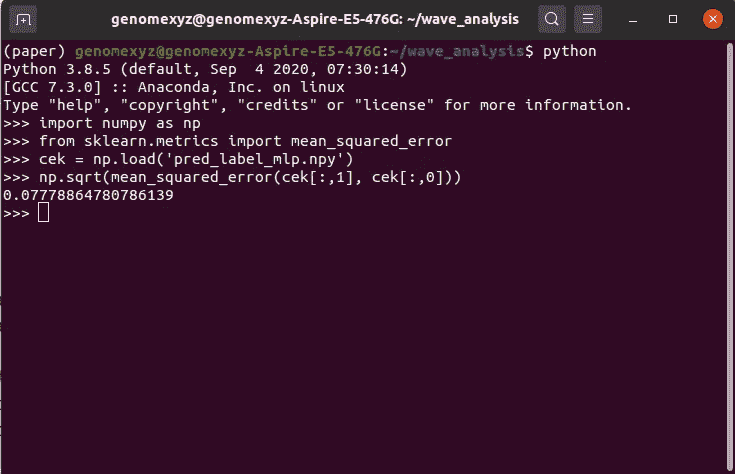 genomexyz@genomexyz-Aspire-E5-476G: ~/wave_analysis
(paper) genomexyz@genomexyz-Aspire-E5-476G:~/wave_analysis$ python
Python 3.8.5 (default, Sep  4 2020, 07:30:14)
[GCC 7.3.0] :: Anaconda, Inc. on linux
Type "help", "copyright", "credits" or "license" for more information.
>>> import numpy as np
>>> from sklearn.metrics import mean_squared_error
>>> cek = np.load('pred_label_mlp.npy')
>>> np.sqrt(mean_squared_error(cek[:,1], cek[:,0]))
0.07778864780786139
>>>